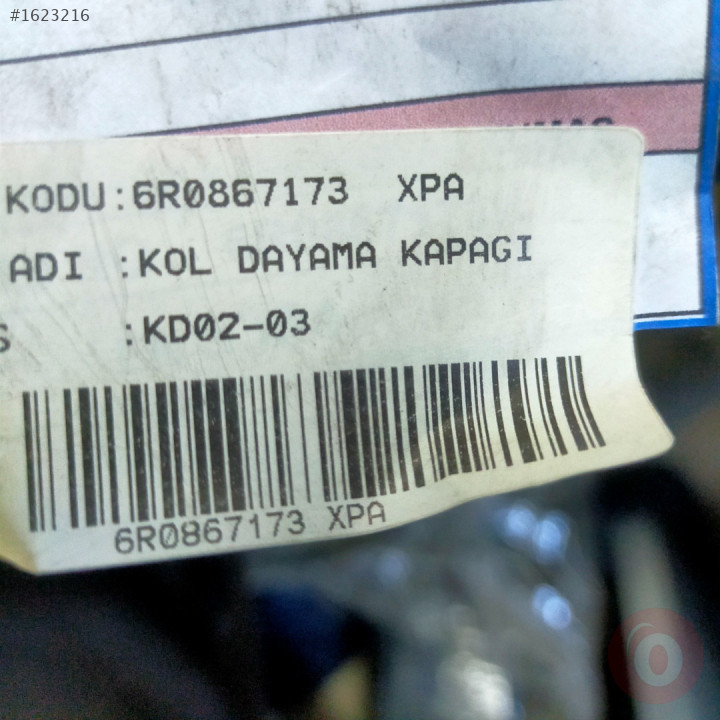 #1623216
KODU:6R0867173 XPA
ADI :KOL DAYAMA KAPAGI
S :KD02-03
6R0867173 XPA